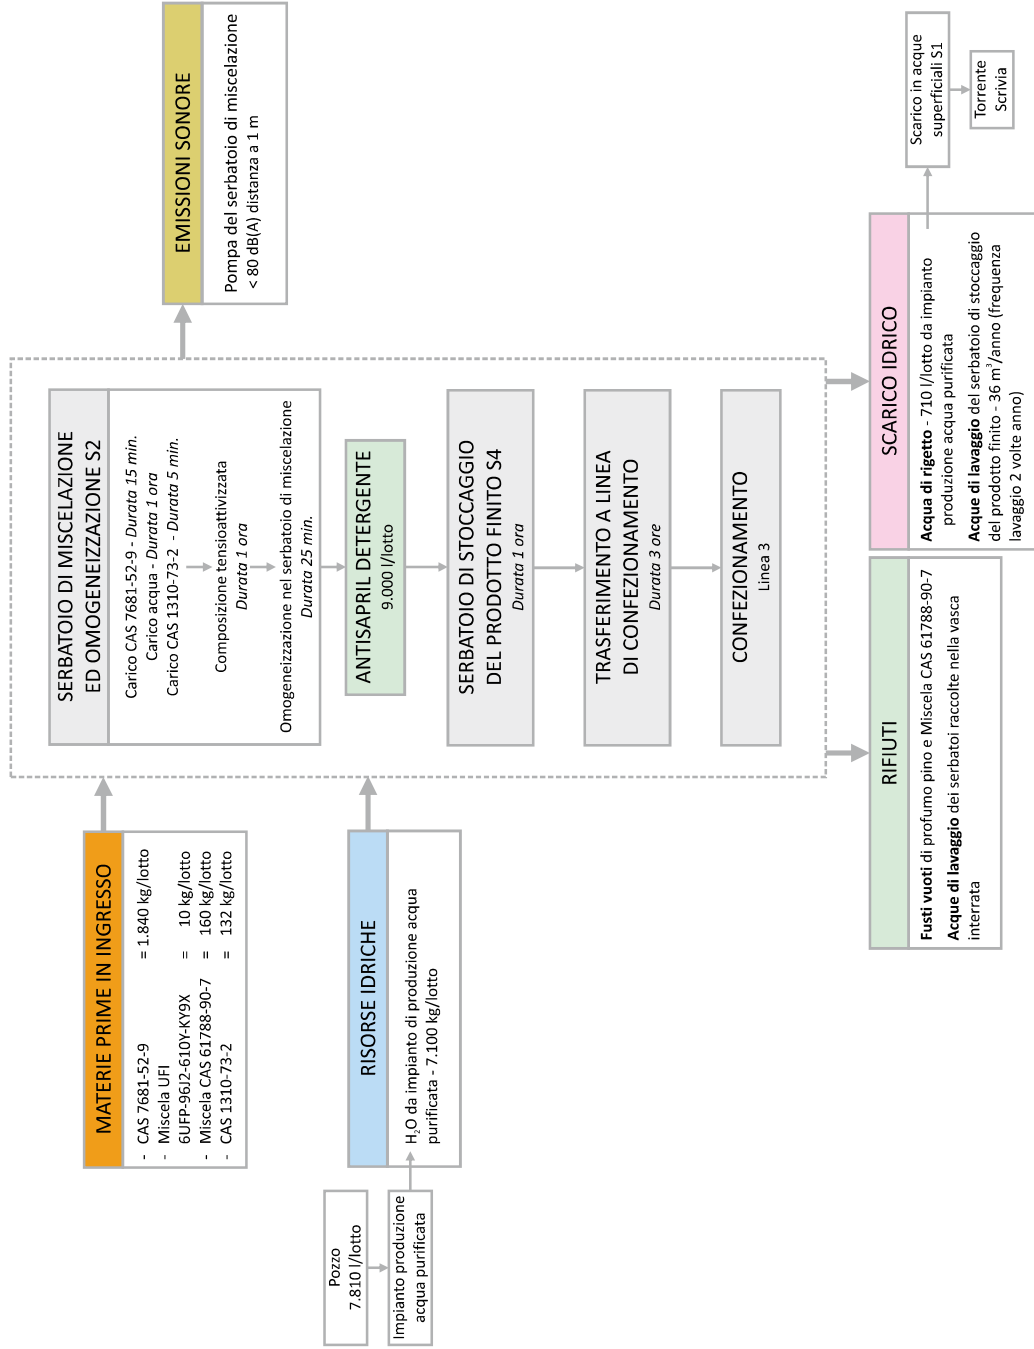 MATERIE PRIME IN INGRESSO
- CAS 7681-52-9 = 1.840 kg/lotto
- Miscela UFI
6UFP-96J2-610Y-KY9X = 10 kg/lotto
- Miscela CAS 61788-90-7 = 160 kg/lotto
- CAS 1310-73-2 = 132 kg/lotto
Pozzo
7.810 l/lotto
Impianto produzione
acqua purificata
RISORSE IDRICHE
H₂O da impianto di produzione acqua
purificata - 7.100 kg/lotto
SERBATOIO DI MISCELAZIONE
ED OMOGENEIZZAZIONE S2
Carico CAS 7681-52-9 - Durata 15 min.
Carico acqua - Durata 1 ora
Carico CAS 1310-73-2 - Durata 5 min.
Composizione tensioattivizzata
Durata 1 ora
Omogeneizzazione nel serbatoio di miscelazione
Durata 25 min.
ANTISAPRIL DETERGENTE
9.000 l/lotto
SERBATOIO DI STOCCAGGIO
DEL PRODOTTO FINITO S4
Durata 1 ora
TRASFERIMENTO A LINEA
DI CONFEZIONAMENTO
Durata 3 ore
CONFEZIONAMENTO
Linea 3
EMISSIONI SONORE
Pompa del serbatoio di miscelazione
< 80 dB(A) distanza a 1 m
RIFIUTI
Fusti vuoti di profumo pino e Miscela CAS 61788-90-7
Acque di lavaggio dei serbatoi raccolte nella vasca
interrata
SCARICO IDRICO
Acqua di rigetto - 710 l/lotto da impianto
produzione acqua purificata
Acque di lavaggio del serbatoio di stoccaggio
del prodotto finito - 36 m³/anno (frequenza
lavaggio 2 volte anno)
Scarico in acque
superficiali S1
Torrente
Scrivia